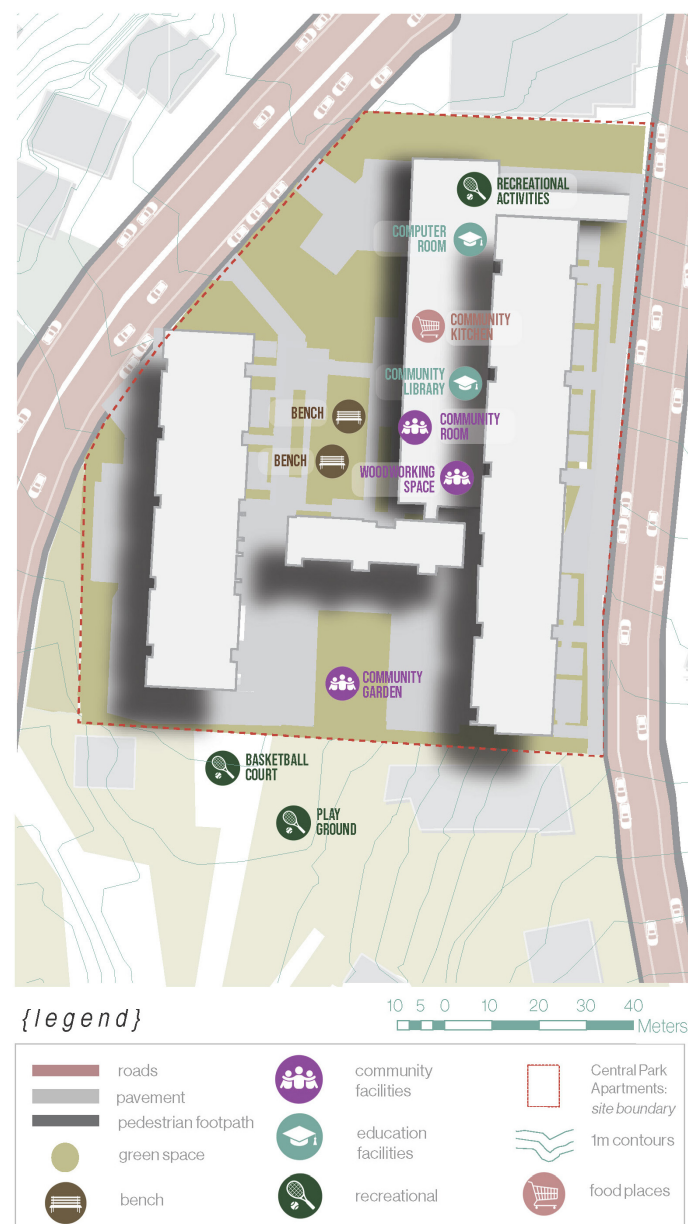 RECREATIONAL
ACTIVITIES
COMPUTER
ROOM
COMMUNITY
KITCHEN
COMMUNITY
LIBRARY
BENCH
COMMUNITY
ROOM
BENCH
WOODWORKING
SPACE
COMMUNITY
GARDEN
BASKETBALL
COURT
PLAY
GROUND
{legend}
10 5 0 10 20 30 40
Meters
roads
pavement
pedestrian footpath
green space
bench
community
facilities
education
facilities
recreational
Central Park
Apartments:
site boundary
1m contours
food places